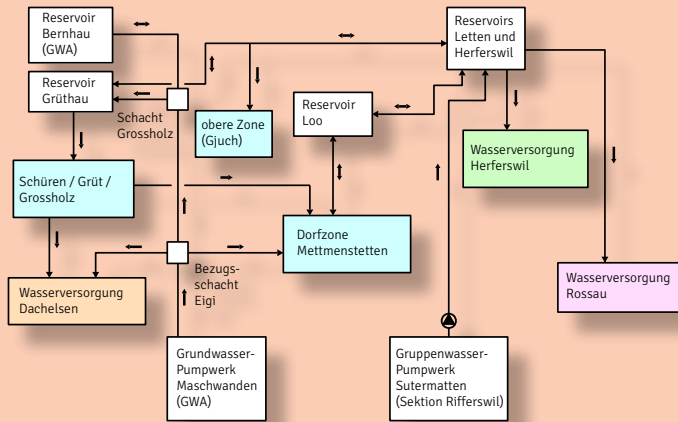 Reservoir
Bernhau
(GWA)
Reservoirs
Letten und
Herferswil
Reservoir
Grüthau
Schacht
Grossholz
obere Zone
(Gjuch)
Reservoir
Loo
Wasserversorgung
Herferswil
Schüren / Grüt /
Grossholz
Dorfzone
Mettmenstetten
Bezugs-
schacht
Eigi
Wasserversorgung
Dachelsen
Wasserversorgung
Rossau
Grundwasser-
Pumpwerk
Maschwanden
(GWA)
Gruppenwasser-
Pumpwerk
Sutermatten
(Sektion Rifferswil)